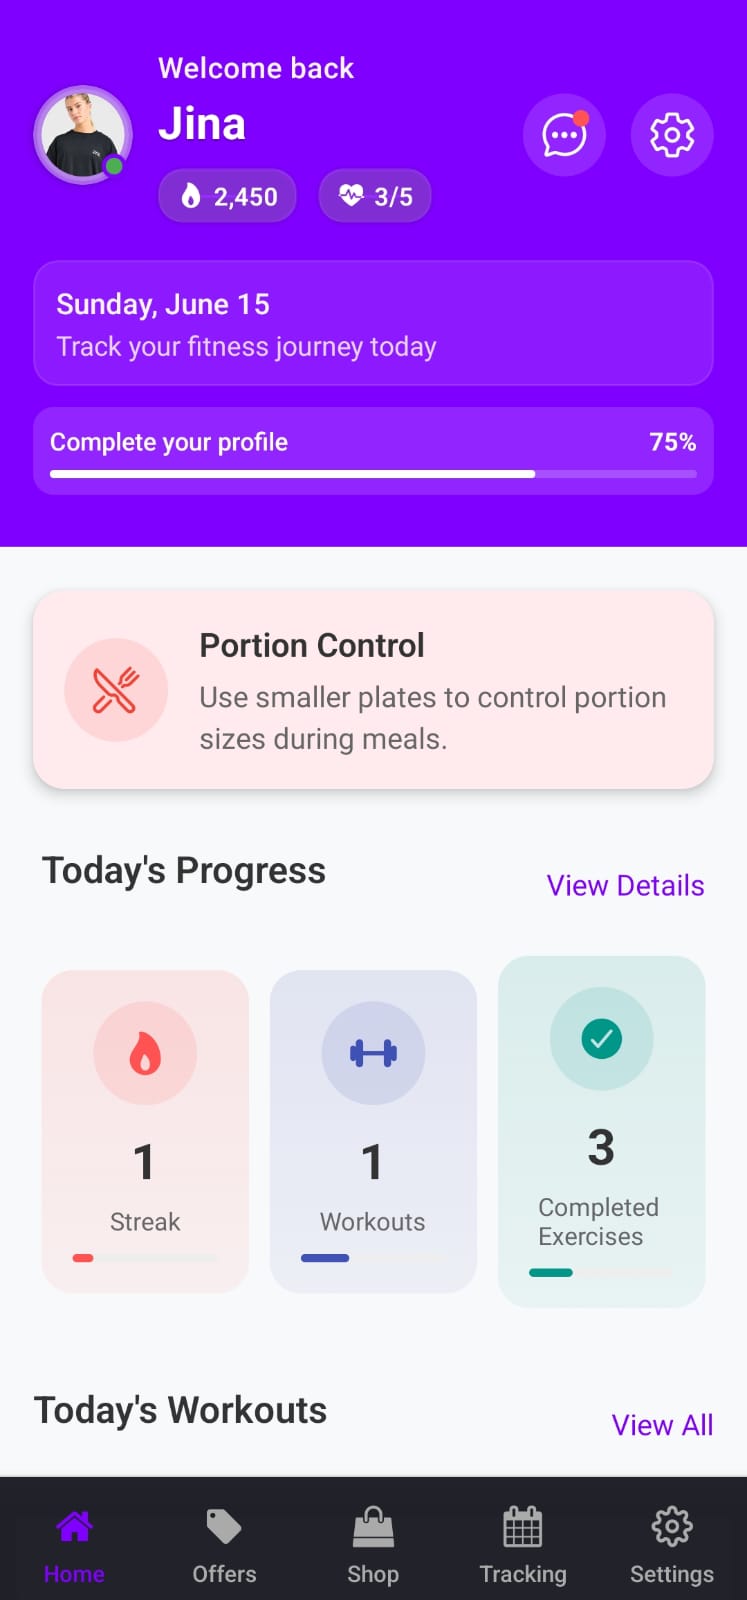 Welcome back
Jina
2,450
3/5
Sunday, June 15
Track your fitness journey today
Complete your profile
75%
Portion Control
Use smaller plates to control portion
sizes during meals.
Today's Progress
View Details
1
Streak
1
Workouts
3
Completed
Exercises
Today's Workouts
View All
Home
Offers
Shop
Tracking
Settings